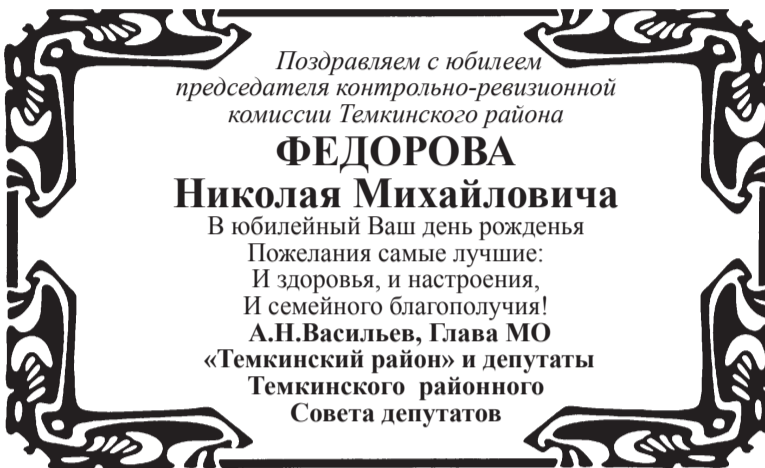 Поздравляем с юбилеем
председателя контрольно-ревизионной
комиссии Темкинского района
ФЕДОРОВА
Николая Михайловича
В юбилейный Ваш день рожденья
Пожелания самые лучшие:
И здоровья, и настроения,
И семейного благополучия!
А.Н.Васильев, Глава МО
«Темкинский район» и депутаты
Темкинского районного
Совета депутатов